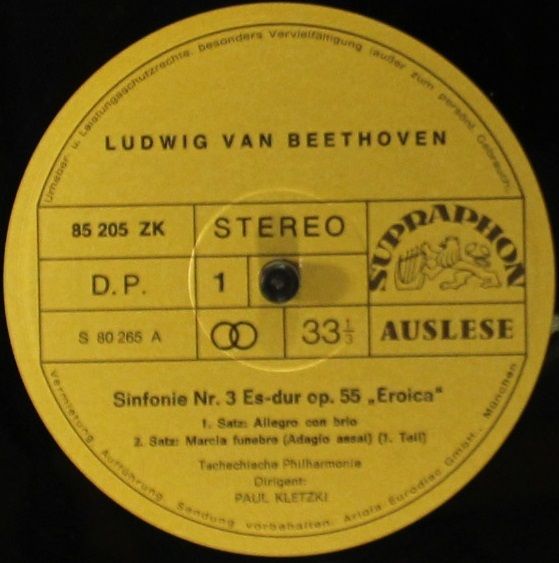 Urheber u. Leistungsschutzrechte, besonders Vervielfältigung (außer zum persönl. Gebrauch),
LUDWIG VAN BEETHOVEN
85 205 ZK
STEREO
SUPRAPHON
D.P.
1
S 80 265 A
33 1/3
AUSLESE
Sinfonie Nr. 3 Es-dur op. 55 „Eroica“
1. Satz: Allegro con brio
2. Satz: Marcia funebre (Adagio assai) (1. Teil)
Tschechische Philharmonie
Dirigent:
PAUL KLETZKI
Vermietung, Aufführung, Sendung vorbehalten. Ariola Eurodisc GmbH., München